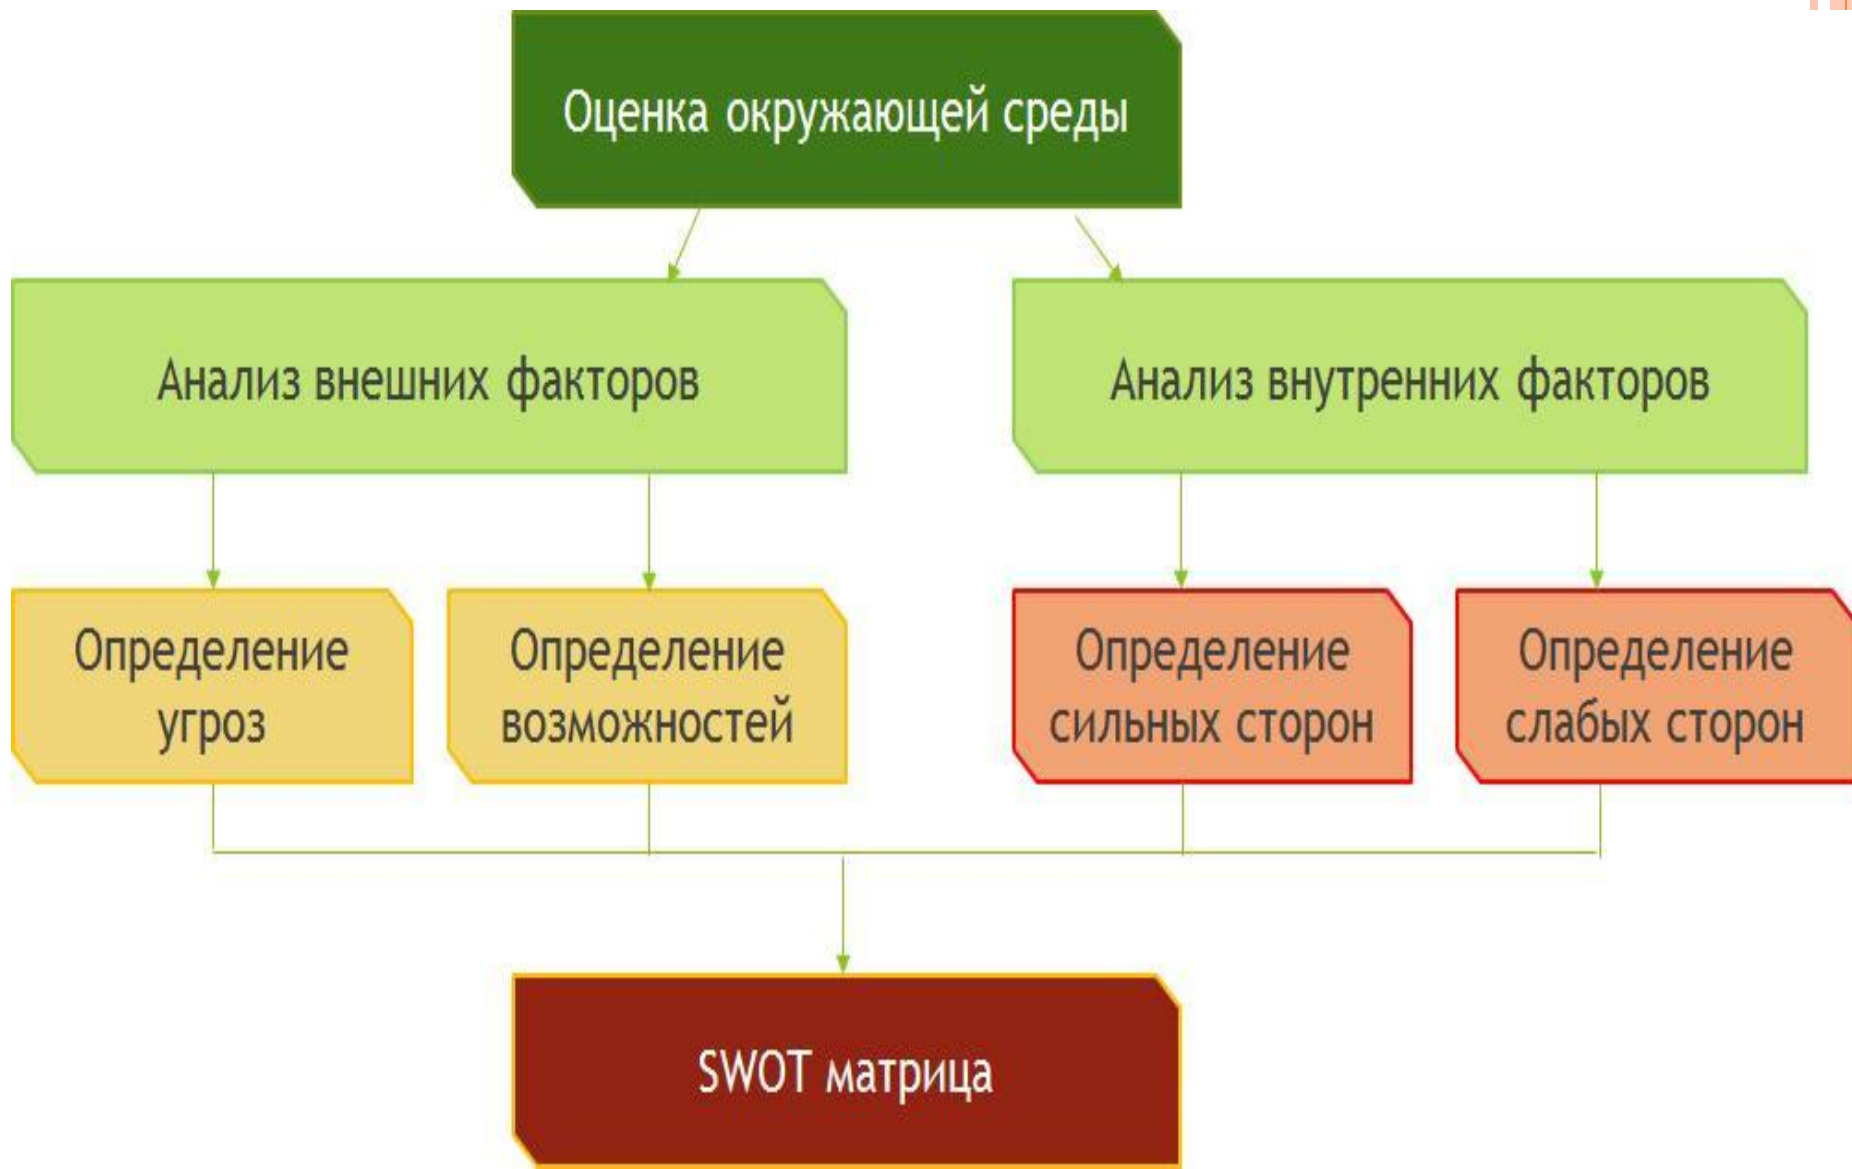 Оценка окружающей среды
Анализ внешних факторов
Анализ внутренних факторов
Определение
угроз
Определение
возможностей
Определение
сильных сторон
Определение
слабых сторон
SWOT матрица